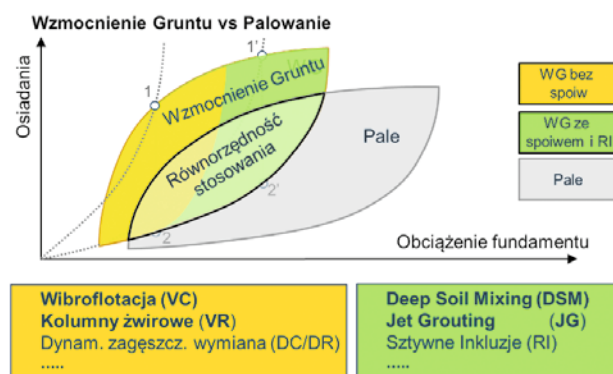 Wzmocnienie Gruntu vs Palowanie
Osiadania
1
1'
Wzmocnienie Gruntu
Równorzędność
stosowania
Pale
2
2'
Obciążenie fundamentu
WG bez
spoiw
WG ze
spoiwem i RI
Pale
Wibroflotacja (VC)
Kolumny żwirowe (VR)
Dynam. zagęszcz. wymiana (DC/DR)
.....
Deep Soil Mixing (DSM)
Jet Grouting (JG)
Sztywne Inkluzje (RI)
.....